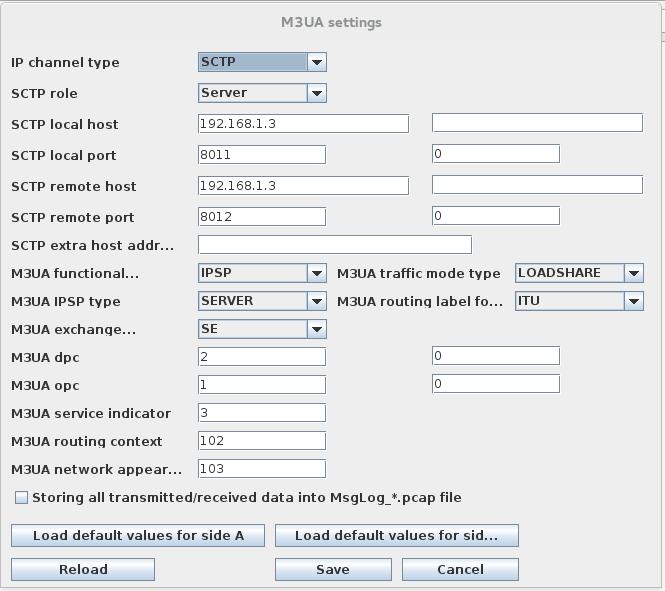 M3UA settings
IP channel type SCTP
SCTP role Server
SCTP local host 192.168.1.3
SCTP local port 8011 0
SCTP remote host 192.168.1.3
SCTP remote port 8012 0
SCTP extra host addr...
M3UA functional... IPSP M3UA traffic mode type LOADSHARE
M3UA IPSP type SERVER M3UA routing label fo... ITU
M3UA exchange... SE
M3UA dpc 2 0
M3UA opc 1 0
M3UA service indicator 3
M3UA routing context 102
M3UA network appear... 103
Storing all transmitted/received data into MsgLog_*.pcap file
Load default values for side A Load default values for sid...
Reload Save Cancel